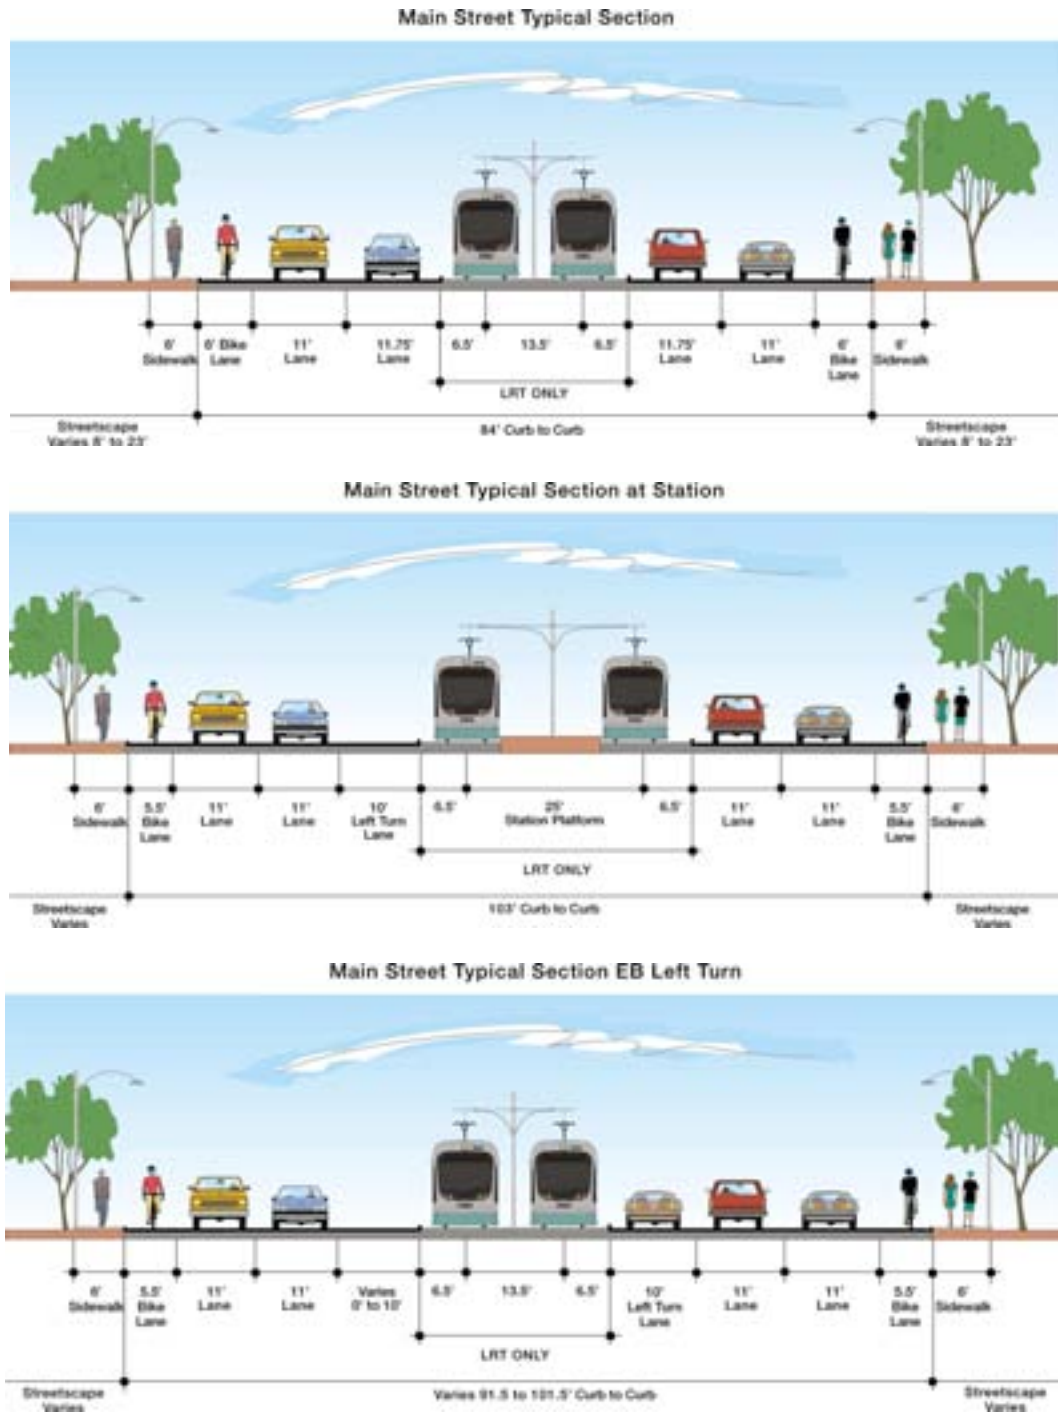 Main Street Typical Section
6' Sidewalk
6' Bike Lane
11' Lane
11.75' Lane
6.5'
13.5'
6.5'
11.75' Lane
11' Lane
6' Bike Lane
6' Sidewalk
LRT ONLY
Streetscape
Varies 8' to 23'
84' Curb to Curb
Streetscape
Varies 8' to 23'
Main Street Typical Section at Station
6' Sidewalk
5.5' Bike Lane
11' Lane
11' Lane
10' Left Turn Lane
6.5'
25' Station Platform
6.5'
11' Lane
11' Lane
5.5' Bike Lane
6' Sidewalk
LRT ONLY
Streetscape
Varies
103' Curb to Curb
Streetscape
Varies
Main Street Typical Section EB Left Turn
6' Sidewalk
5.5' Bike Lane
11' Lane
11' Lane
Varies 0' to 10'
6.5'
13.5'
6.5'
10' Left Turn Lane
11' Lane
11' Lane
5.5' Bike Lane
6' Sidewalk
LRT ONLY
Streetscape
Varies
Varies 91.5 to 101.5' Curb to Curb
Streetscape
Varies